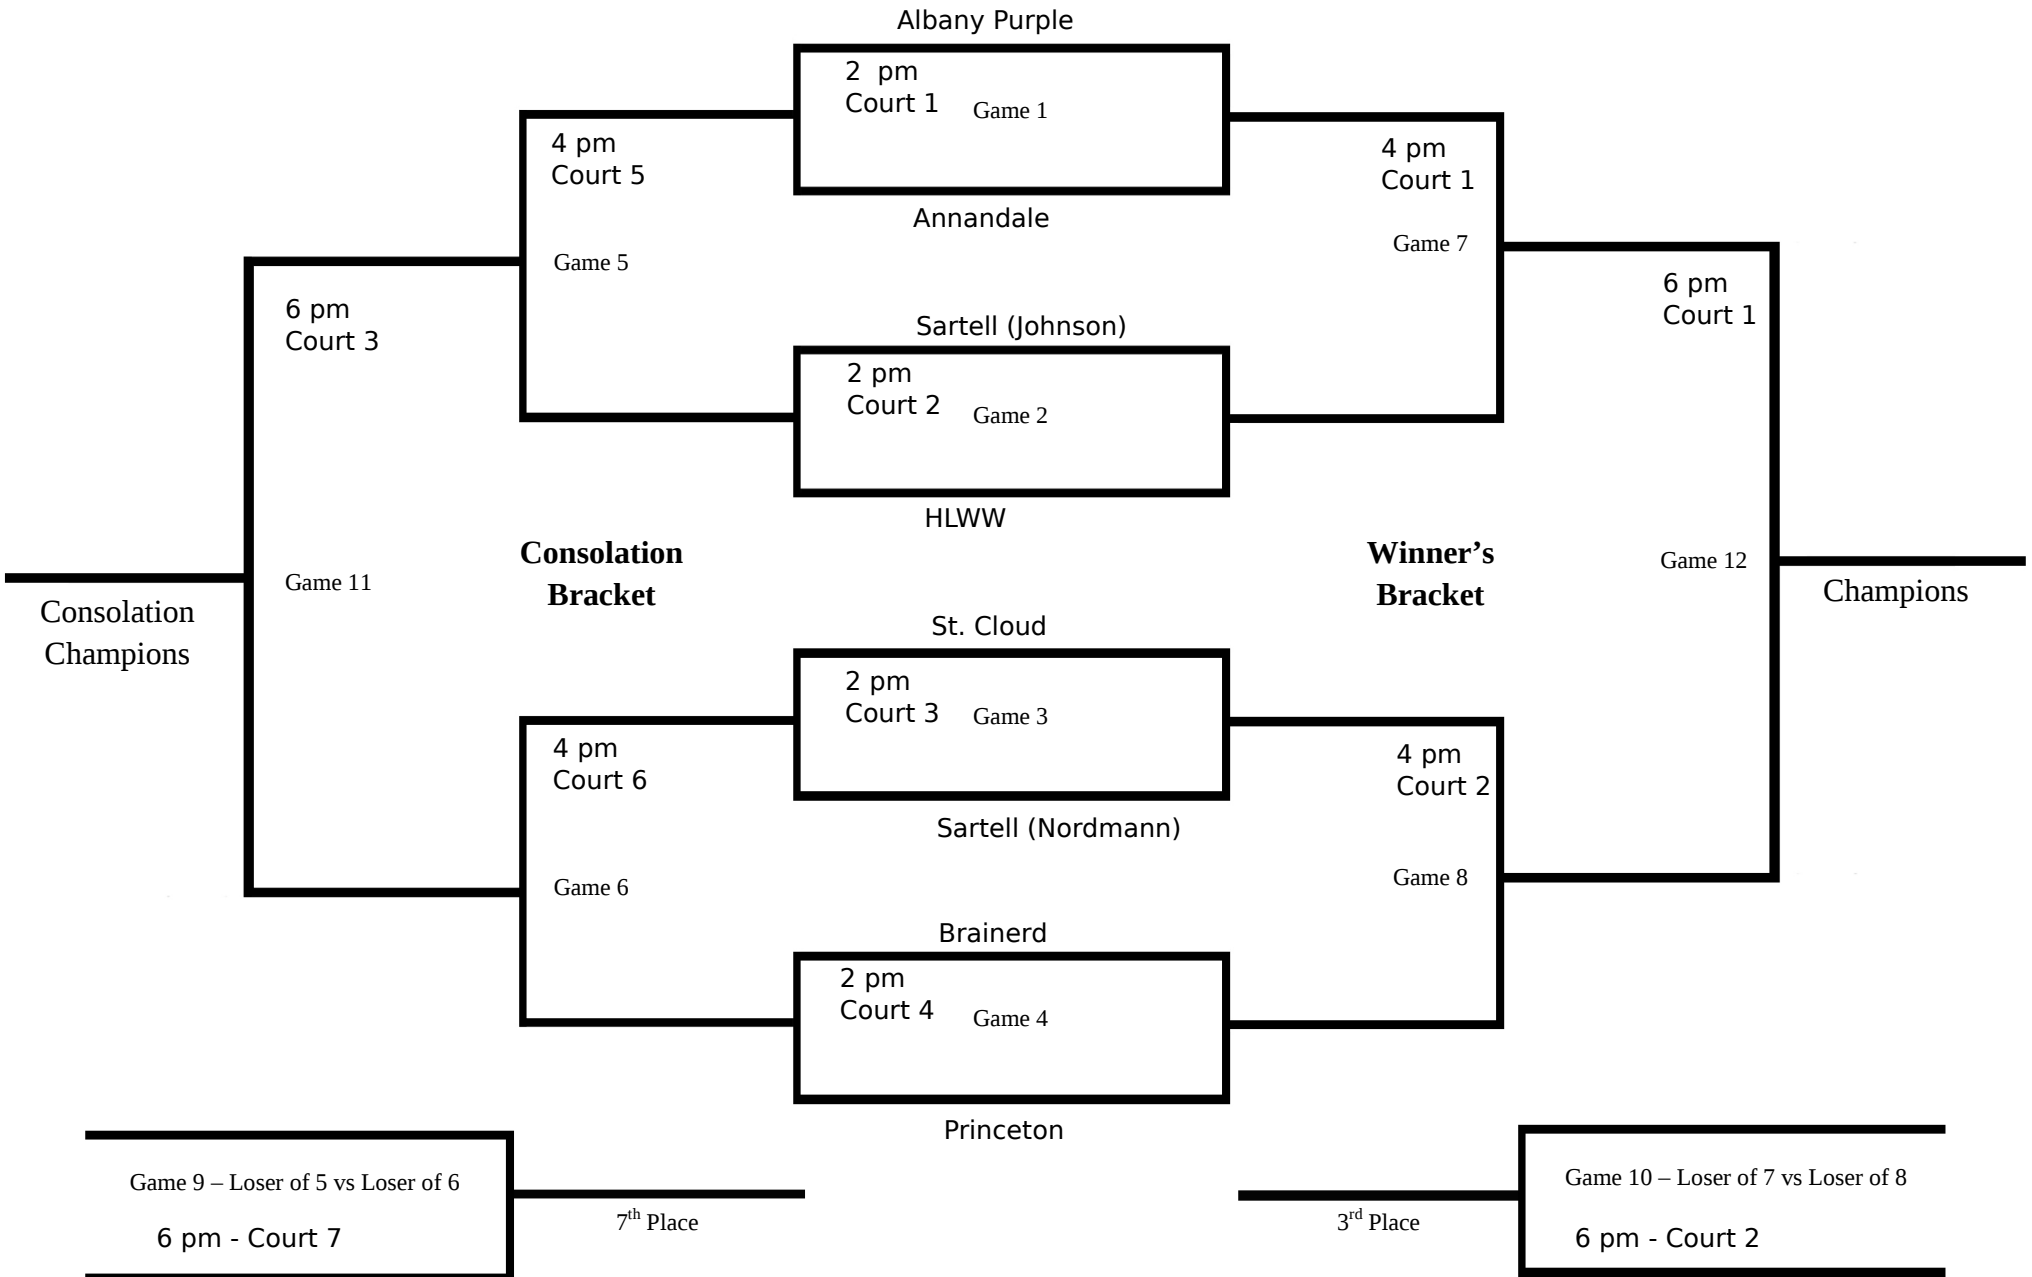 Albany Purple
2 pm
Court 1
Game 1
4 pm
Court 5
4 pm
Court 1
Annandale
Game 5
Game 7
6 pm
Court 3
6 pm
Court 1
Sartell (Johnson)
2 pm
Court 2
Game 2
HLWW
Consolation
Bracket
Winner’s
Bracket
Game 11
Game 12
Consolation
Champions
Champions
St. Cloud
2 pm
Court 3
Game 3
4 pm
Court 6
4 pm
Court 2
Sartell (Nordmann)
Game 6
Game 8
Brainerd
2 pm
Court 4
Game 4
Princeton
Game 9 – Loser of 5 vs Loser of 6
6 pm - Court 7
7th Place
3rd Place
Game 10 – Loser of 7 vs Loser of 8
6 pm - Court 2